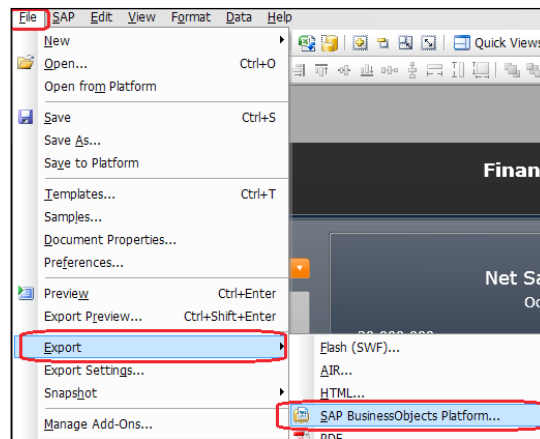 File SAP Edit View Format Data Help
New
Quick Views
Open... Ctrl+O
Open from Platform
Save Ctrl+S
Save As...
Save to Platform
Finan
Templates... Ctrl+T
Samples...
Document Properties...
Preferences...
Net Sa
Preview Ctrl+Enter
Oc
Export Preview... Ctrl+Shift+Enter
Export
Flash (SWF)...
Export Settings...
AIR...
Snapshot
HTML...
SAP BusinessObjects Platform...
Manage Add-Ons...
PDF